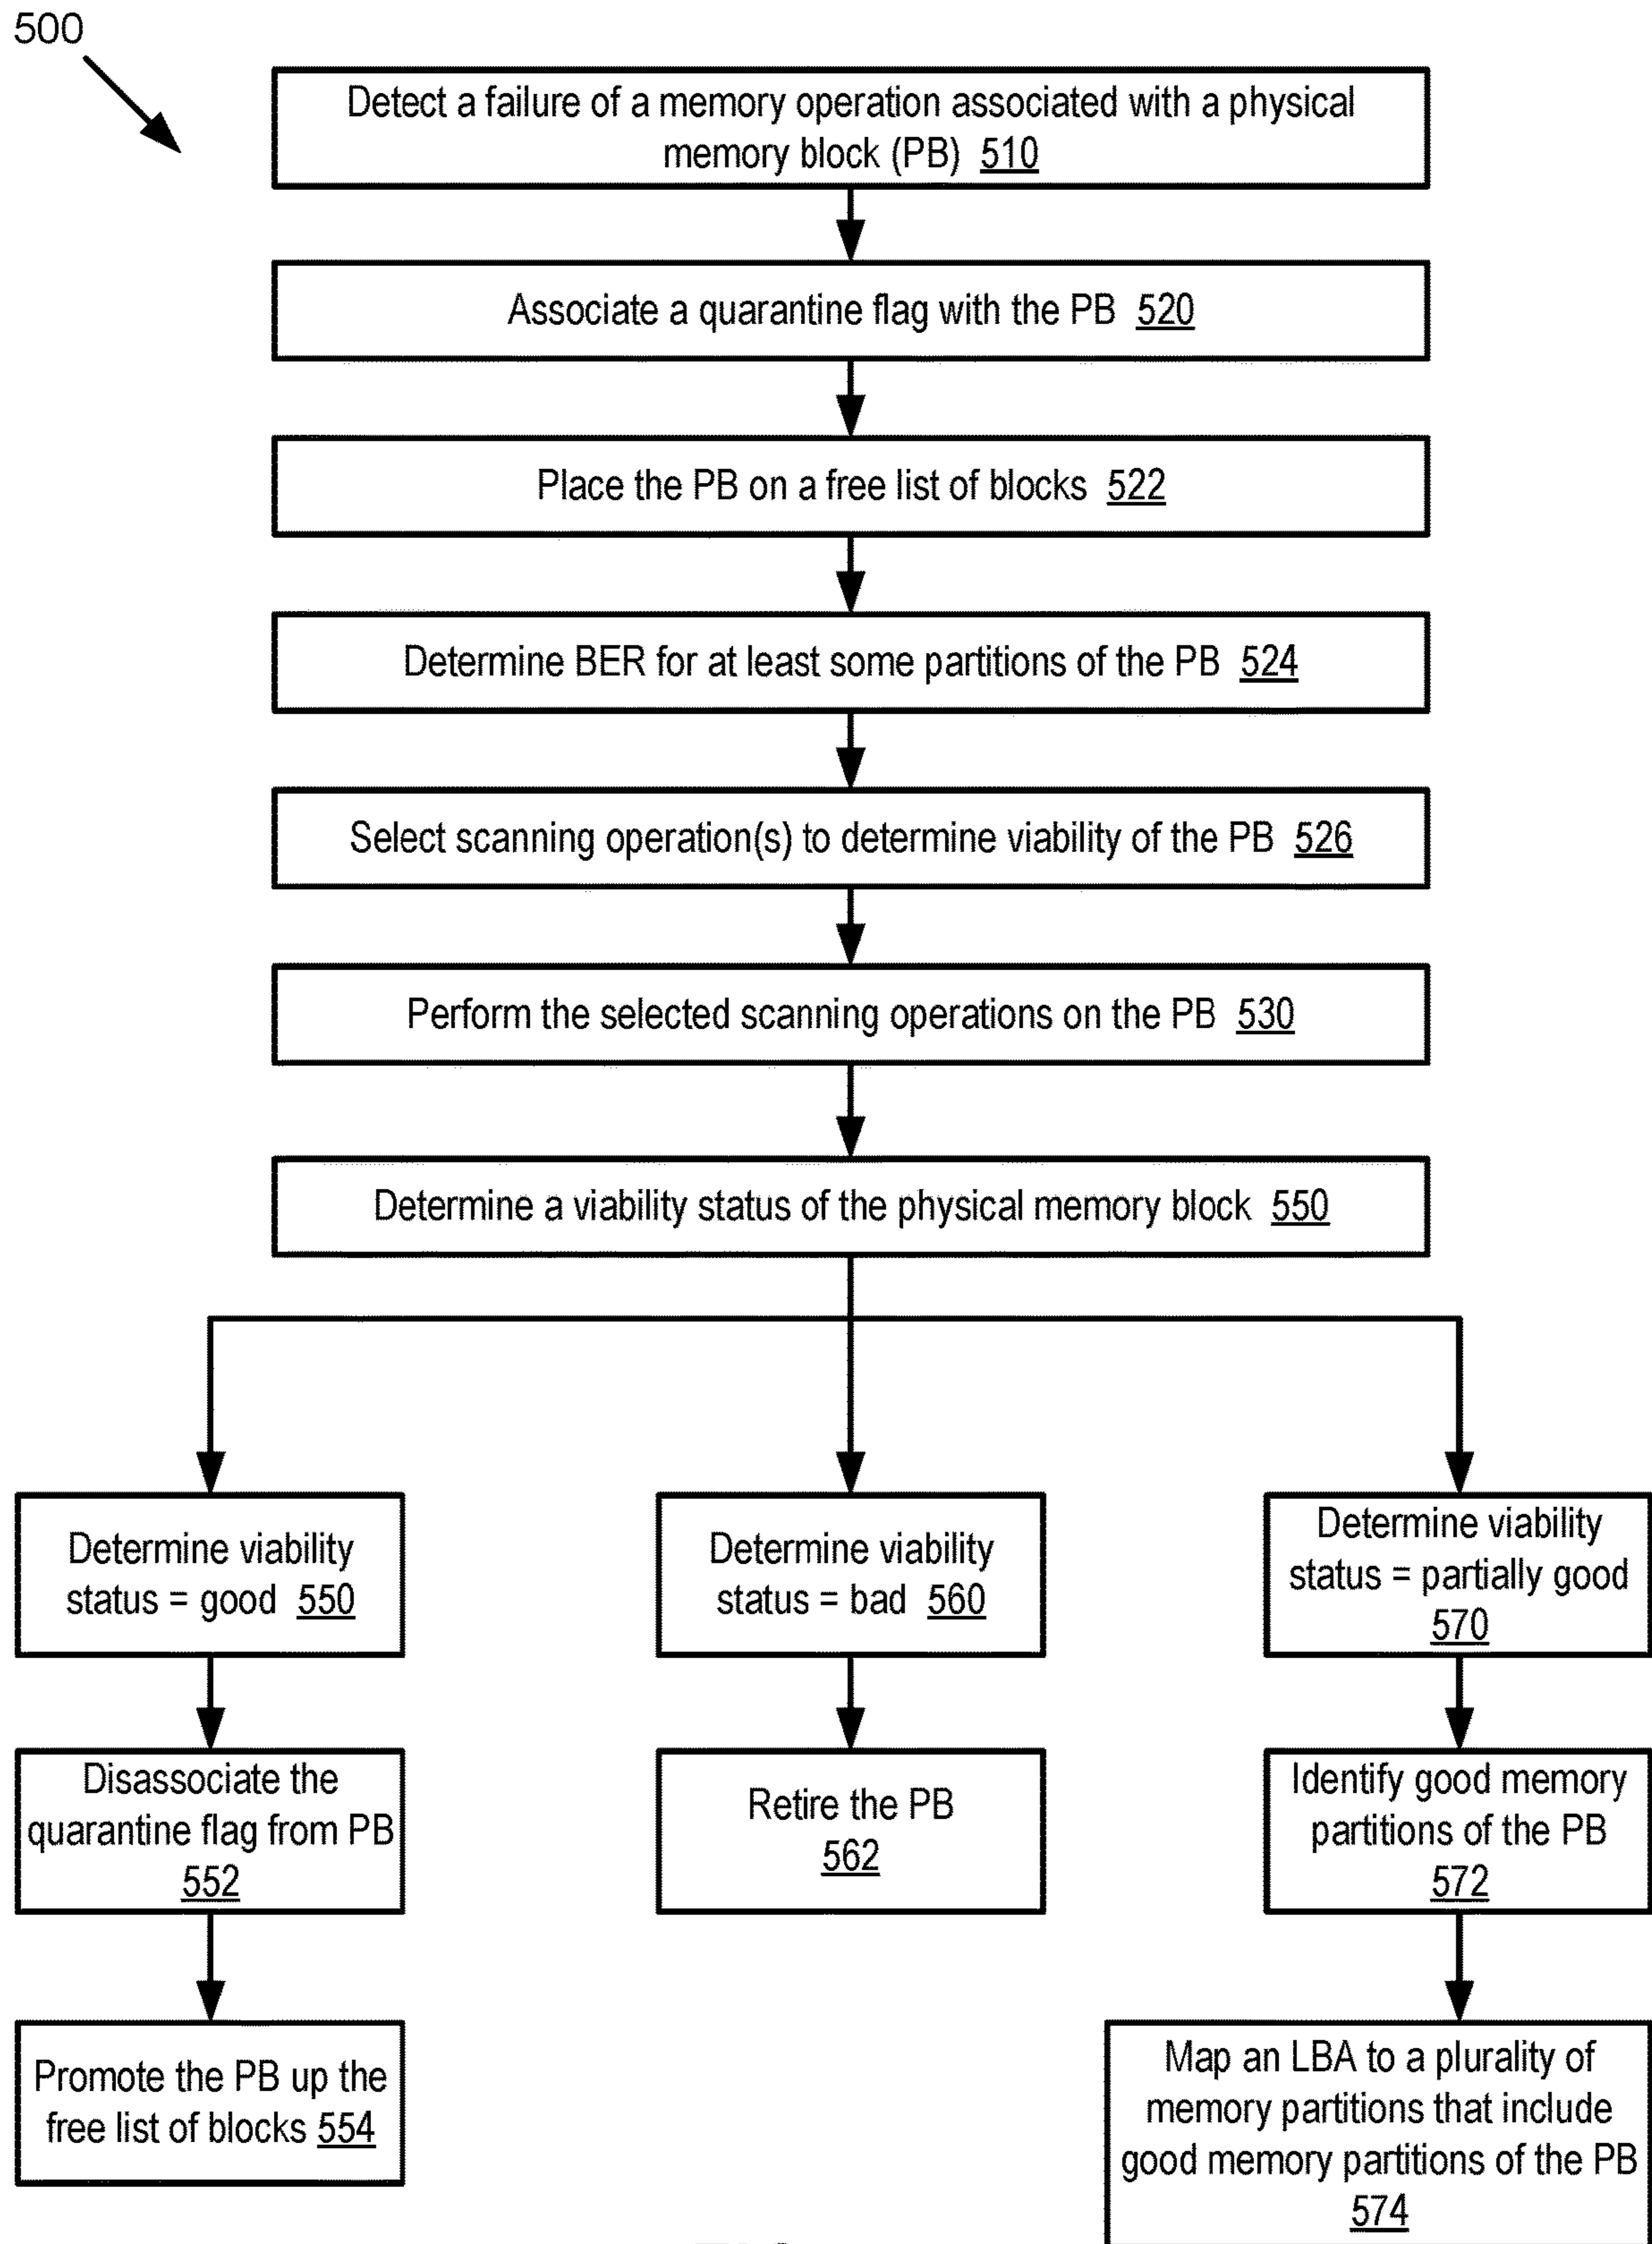 500
Detect a failure of a memory operation associated with a physical
memory block (PB) 510
Associate a quarantine flag with the PB 520
Place the PB on a free list of blocks 522
Determine BER for at least some partitions of the PB 524
Select scanning operation(s) to determine viability of the PB 526
Perform the selected scanning operations on the PB 530
Determine a viability status of the physical memory block 550
Determine viability
status = good 550
Disassociate the
quarantine flag from PB
552
Promote the PB up the
free list of blocks 554
Determine viability
status = bad 560
Retire the PB
562
Determine viability
status = partially good
570
Identify good memory
partitions of the PB
572
Map an LBA to a plurality of
memory partitions that include
good memory partitions of the PB
574